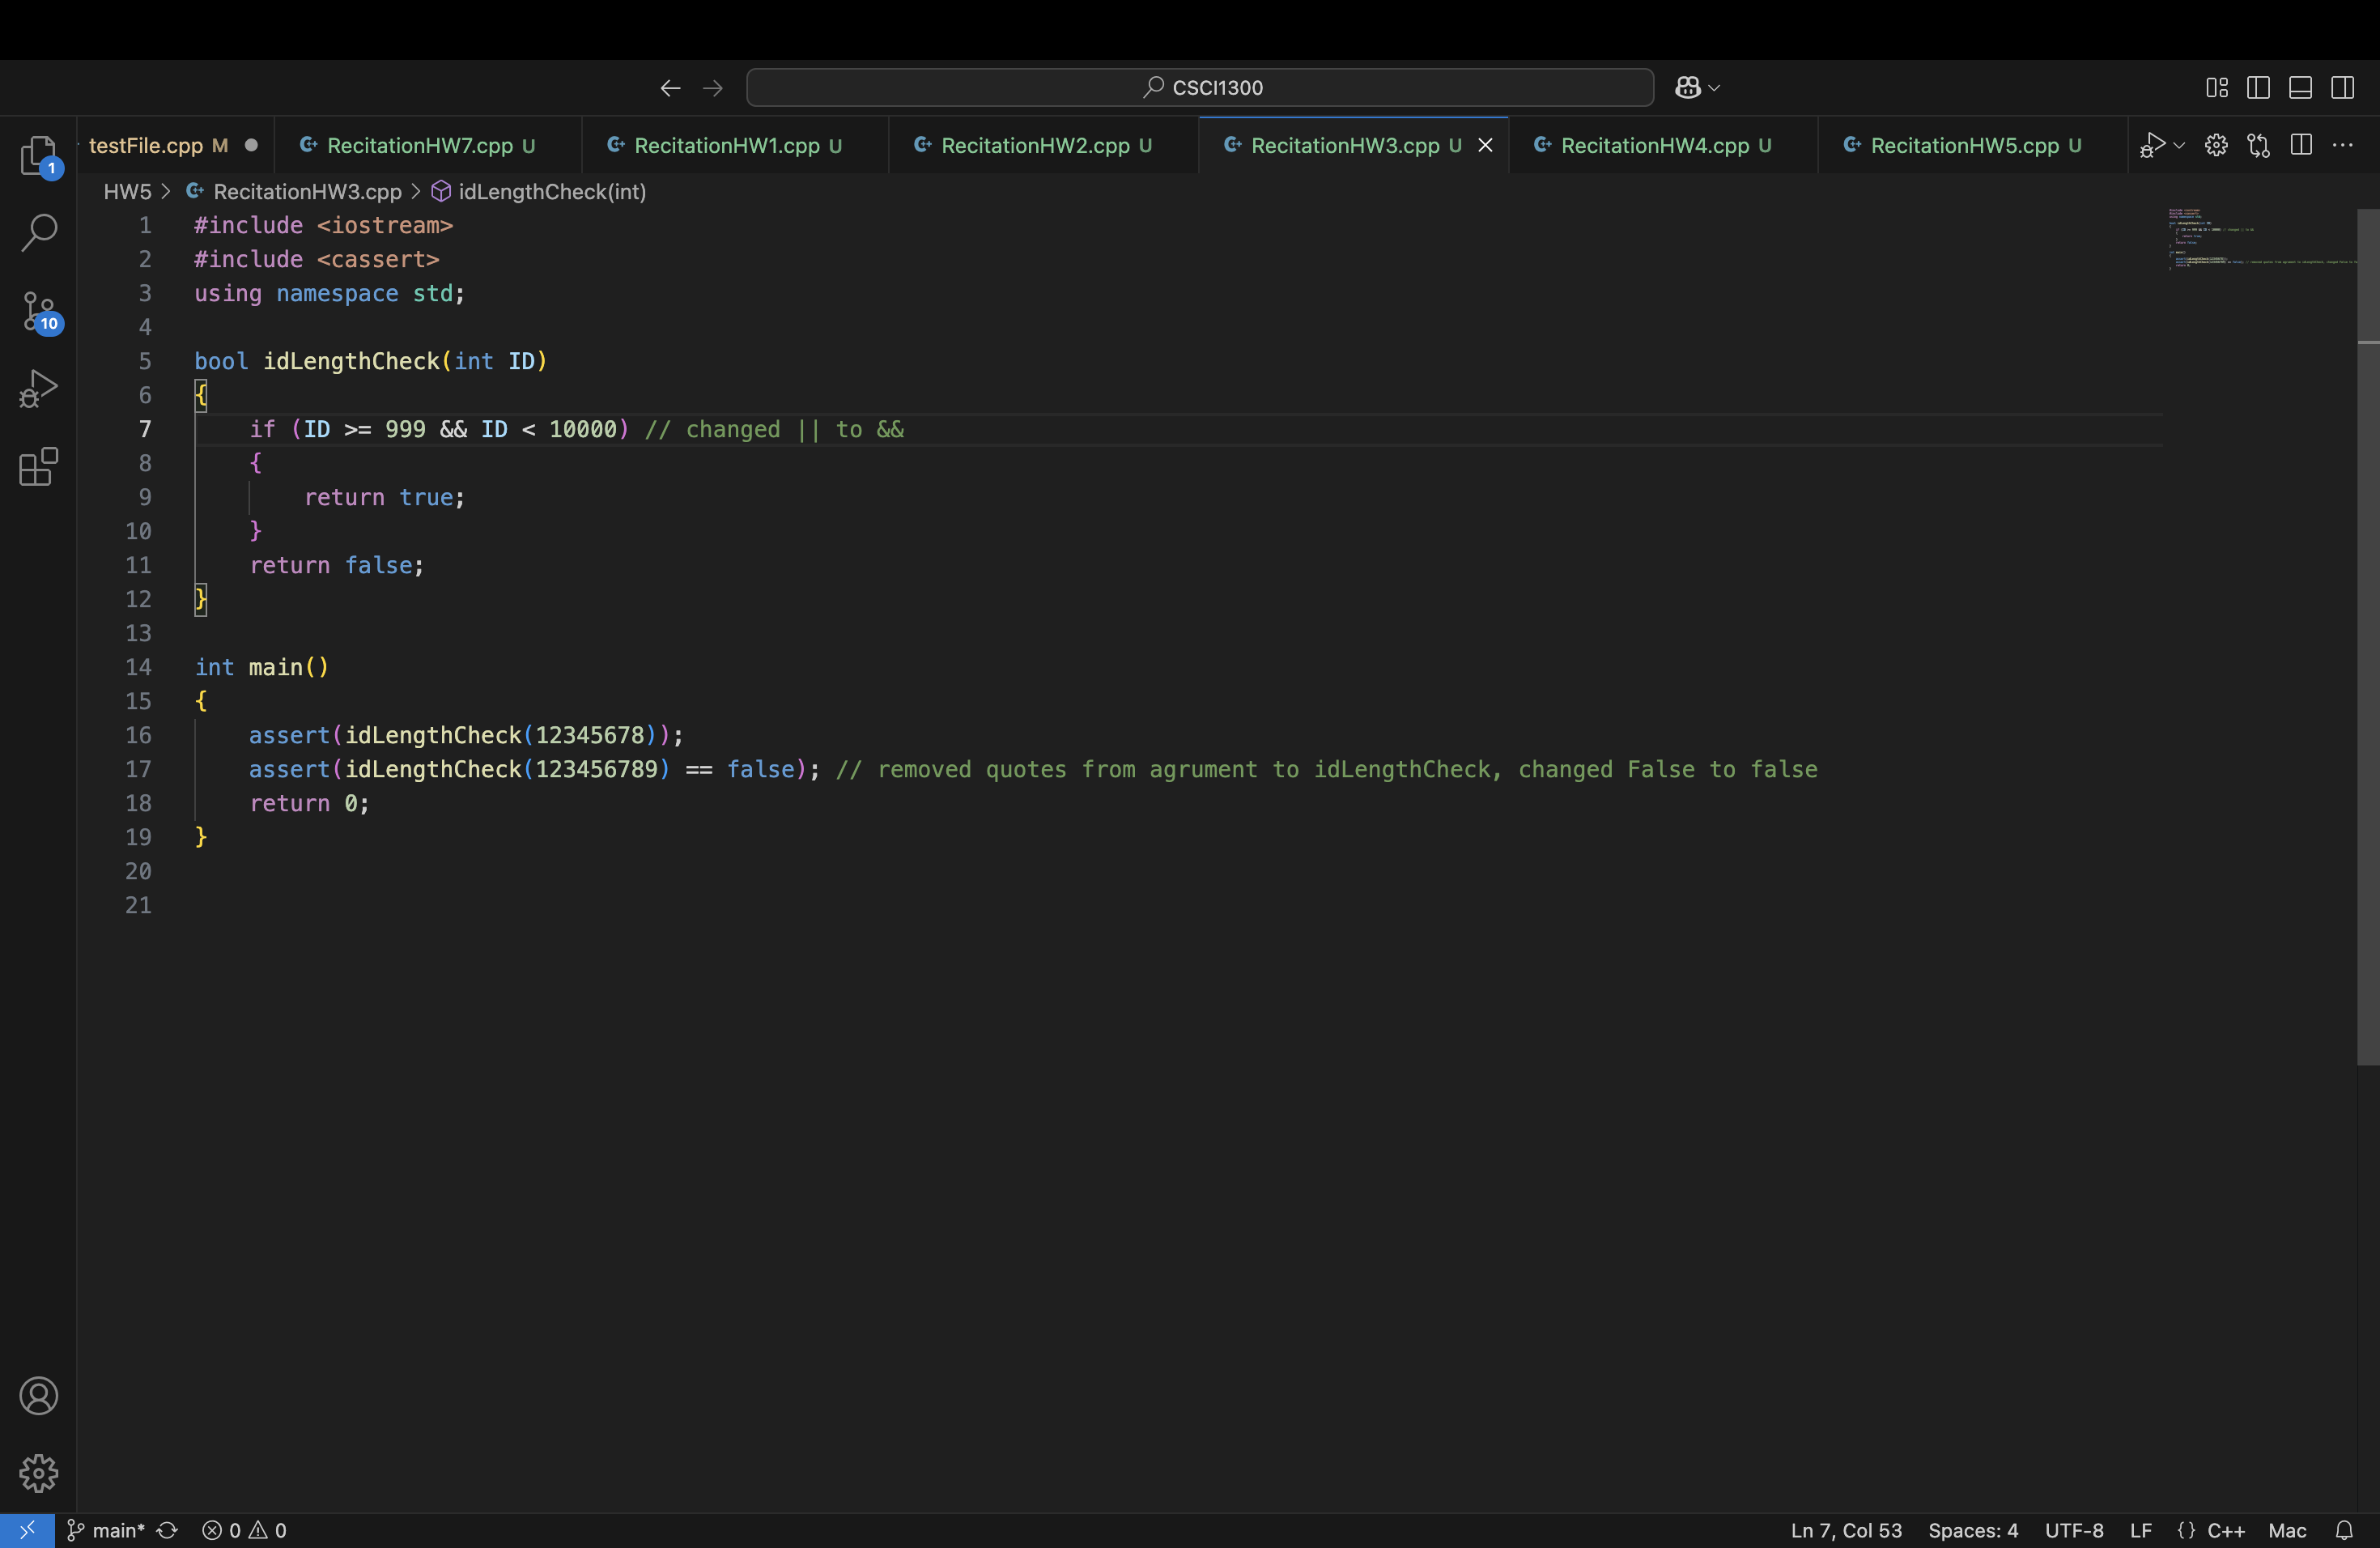 CSCI1300
testFile.cpp M
RecitationHW7.cpp U
RecitationHW1.cpp U
RecitationHW2.cpp U
RecitationHW3.cpp U
RecitationHW4.cpp U
RecitationHW5.cpp U
1
10
HW5 > RecitationHW3.cpp > idLengthCheck(int)
1 #include <iostream>
2 #include <cassert>
3 using namespace std;
4
5 bool idLengthCheck(int ID)
6 {
7 if (ID >= 999 && ID < 10000) // changed || to &&
8 {
9 return true;
10 }
11 return false;
12 }
13
14 int main()
15 {
16 assert(idLengthCheck(12345678));
17 assert(idLengthCheck(123456789) == false); // removed quotes from agrument to idLengthCheck, changed False to false
18 return 0;
19 }
20
21
main* 0 0 Ln 7, Col 53 Spaces: 4 UTF-8 LF {} C++ Mac